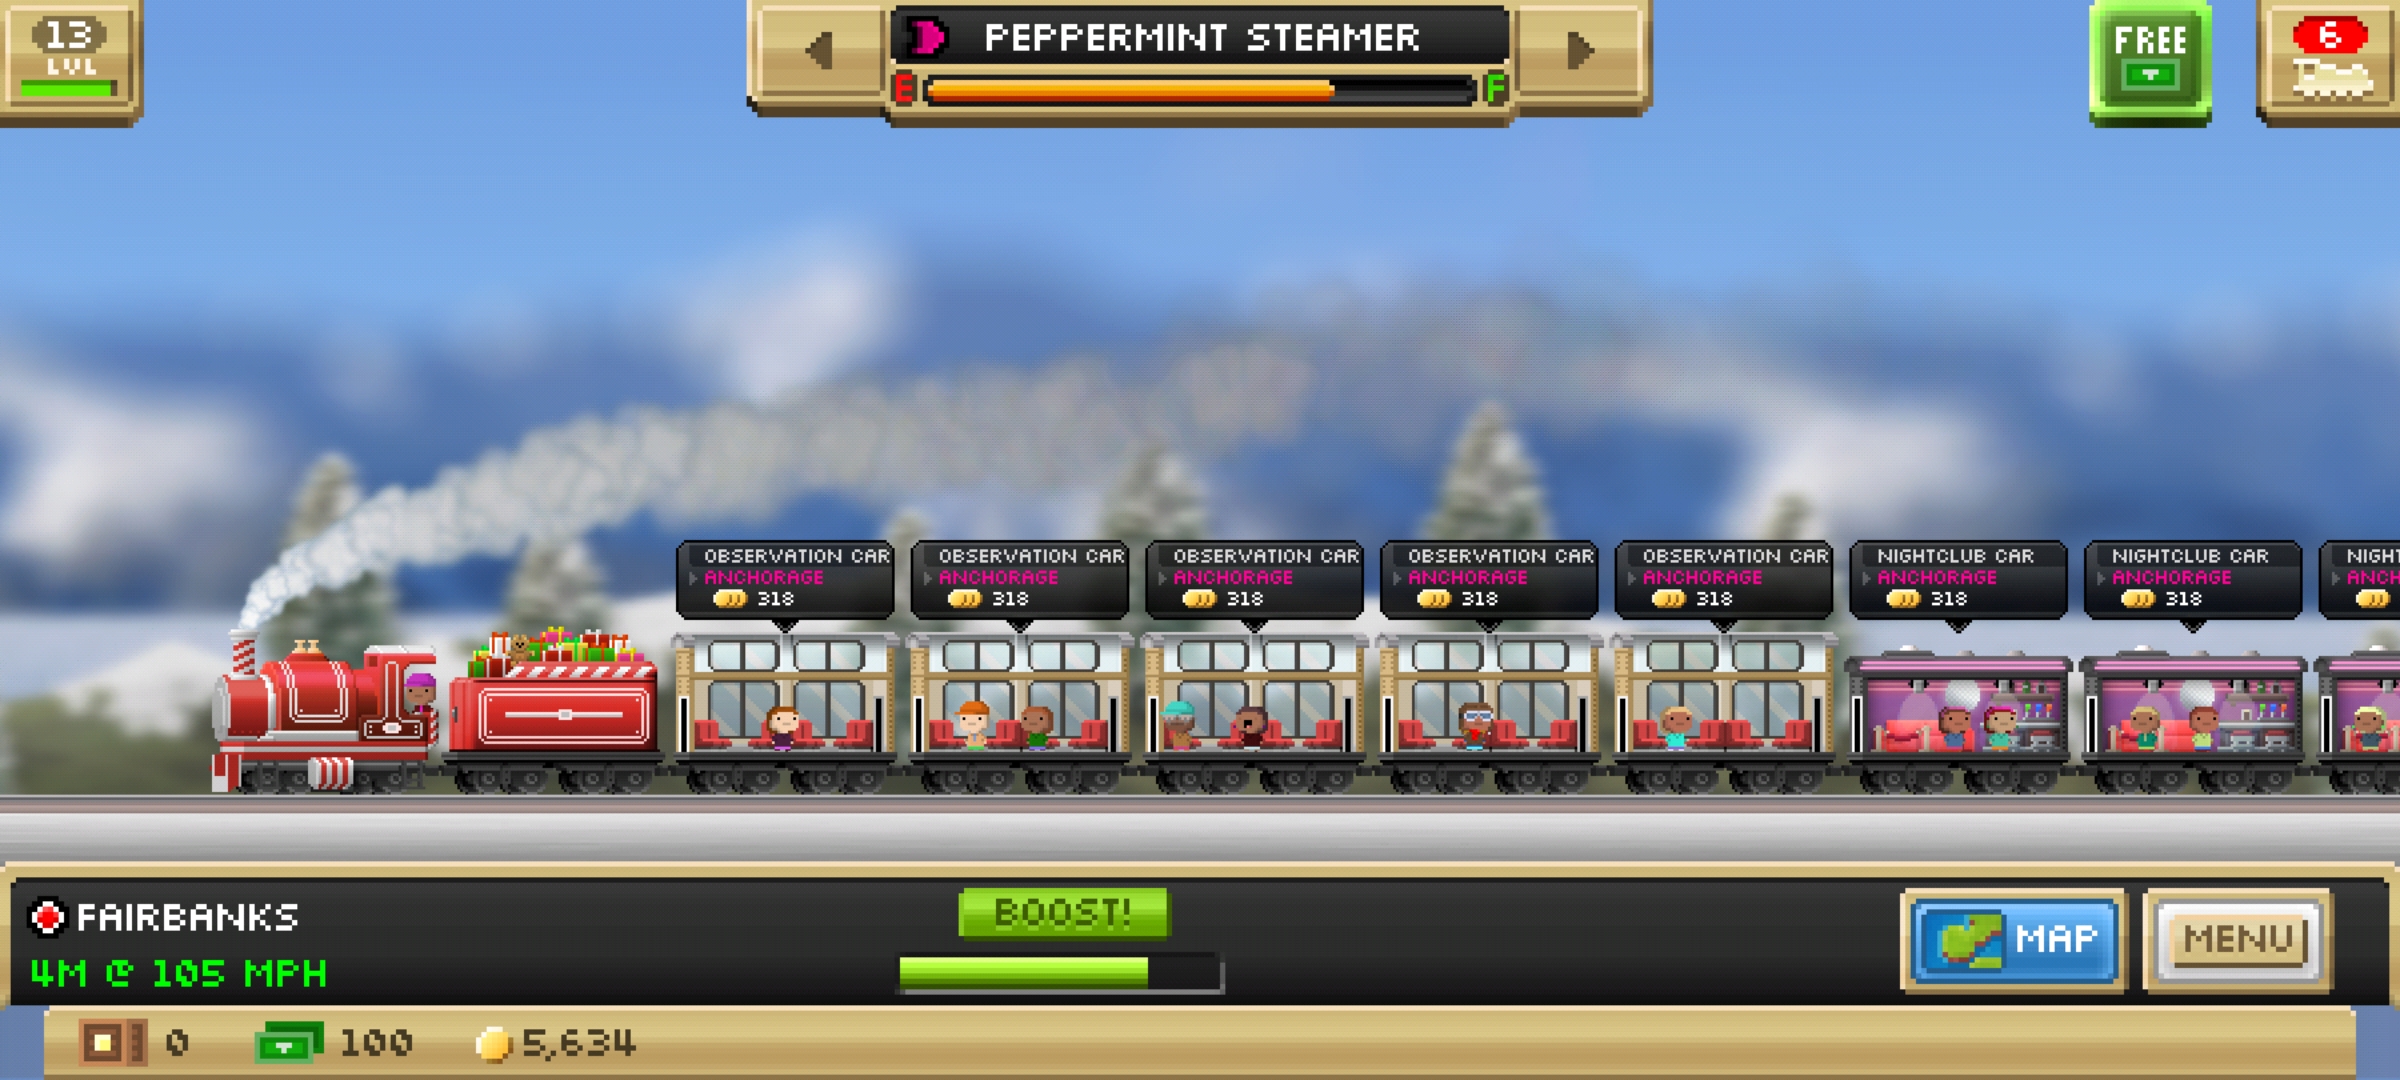 13
LVL
PEPPERMINT STEAMER
E
F
FREE
6
OBSERVATION CAR
ANCHORAGE
318
OBSERVATION CAR
ANCHORAGE
318
OBSERVATION CAR
ANCHORAGE
318
OBSERVATION CAR
ANCHORAGE
318
OBSERVATION CAR
ANCHORAGE
318
NIGHTCLUB CAR
ANCHORAGE
318
NIGHTCLUB CAR
ANCHORAGE
318
NIGHT
ANCH
FAIRBANKS
4M @ 105 MPH
BOOST!
MAP
MENU
0
100
5,634